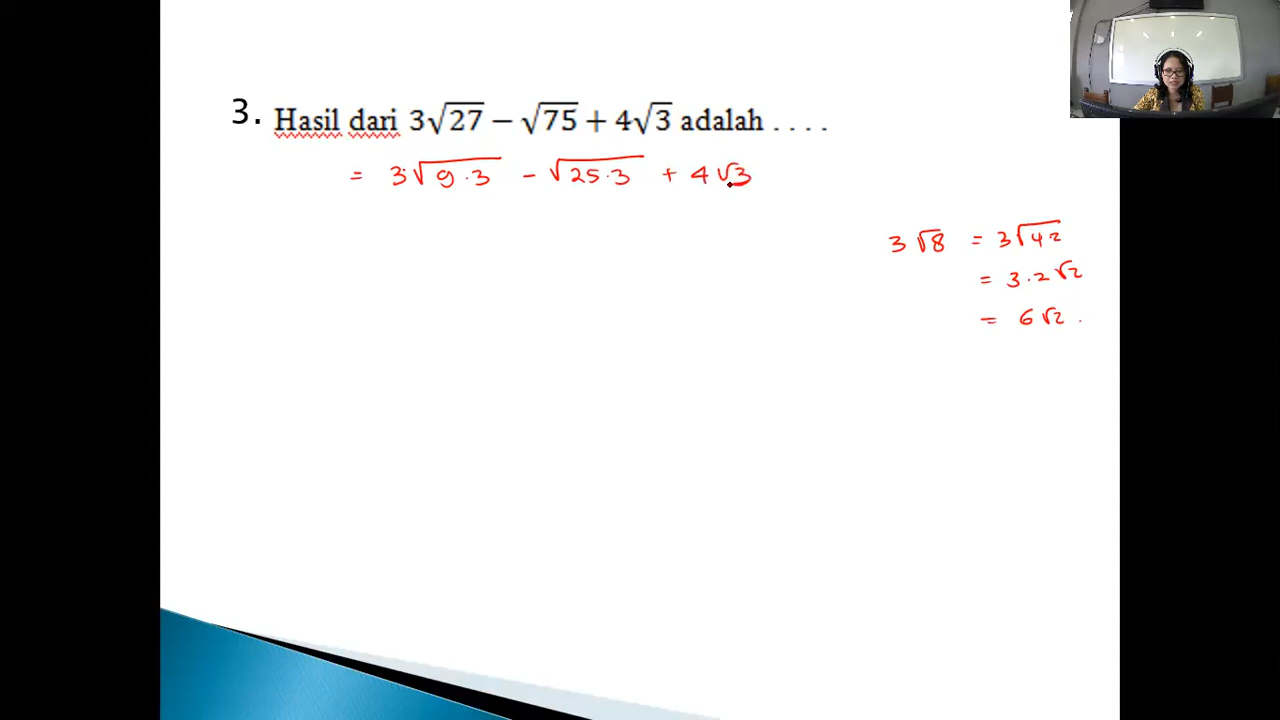 3. Hasil dari 3√27 − √75 + 4√3 adalah . . . .
= 3√9·3 - √25·3 + 4√3
3√8 = 3√4·2
= 3·2√2
= 6√2 .